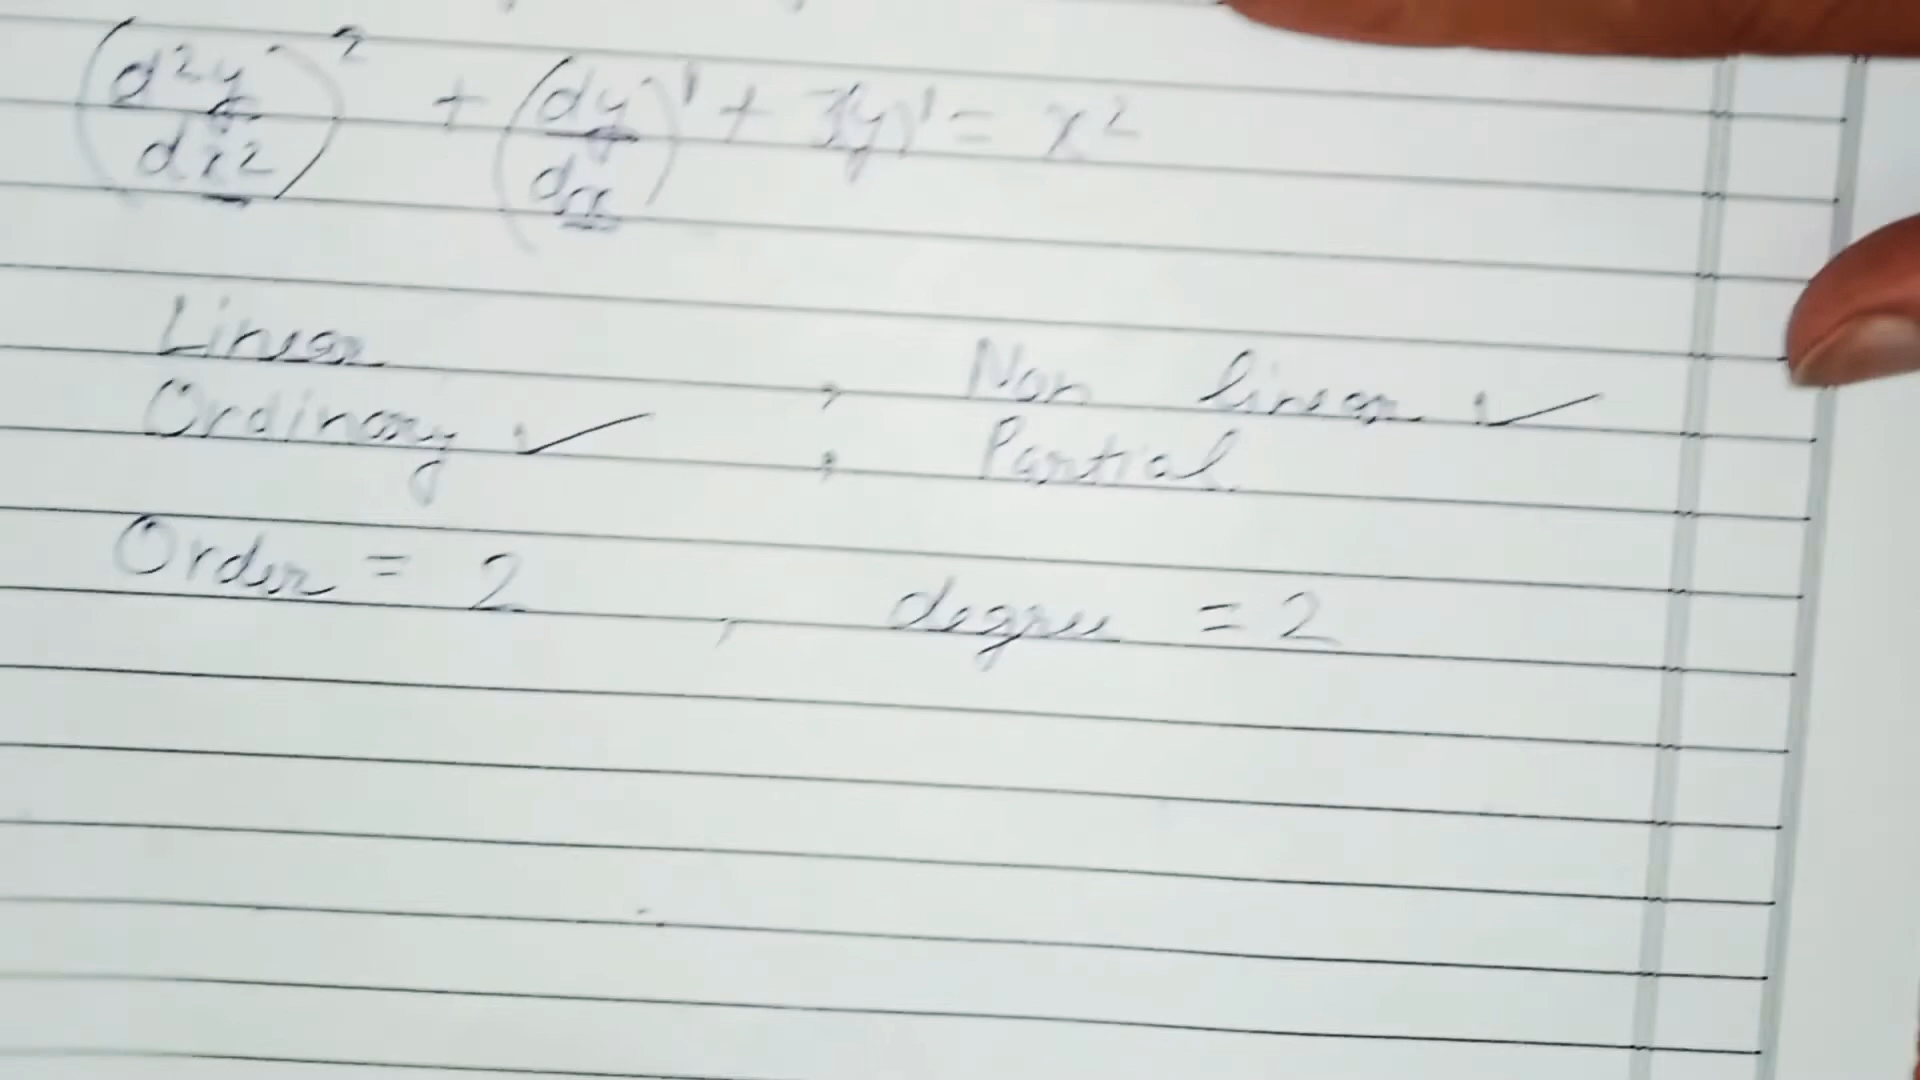 (d²y/dx²)² + (dy/dx)¹ + 3(y)¹ = x²
Linear , Non linear ✓
Ordinary ✓ , Partial
Order = 2 , degree = 2